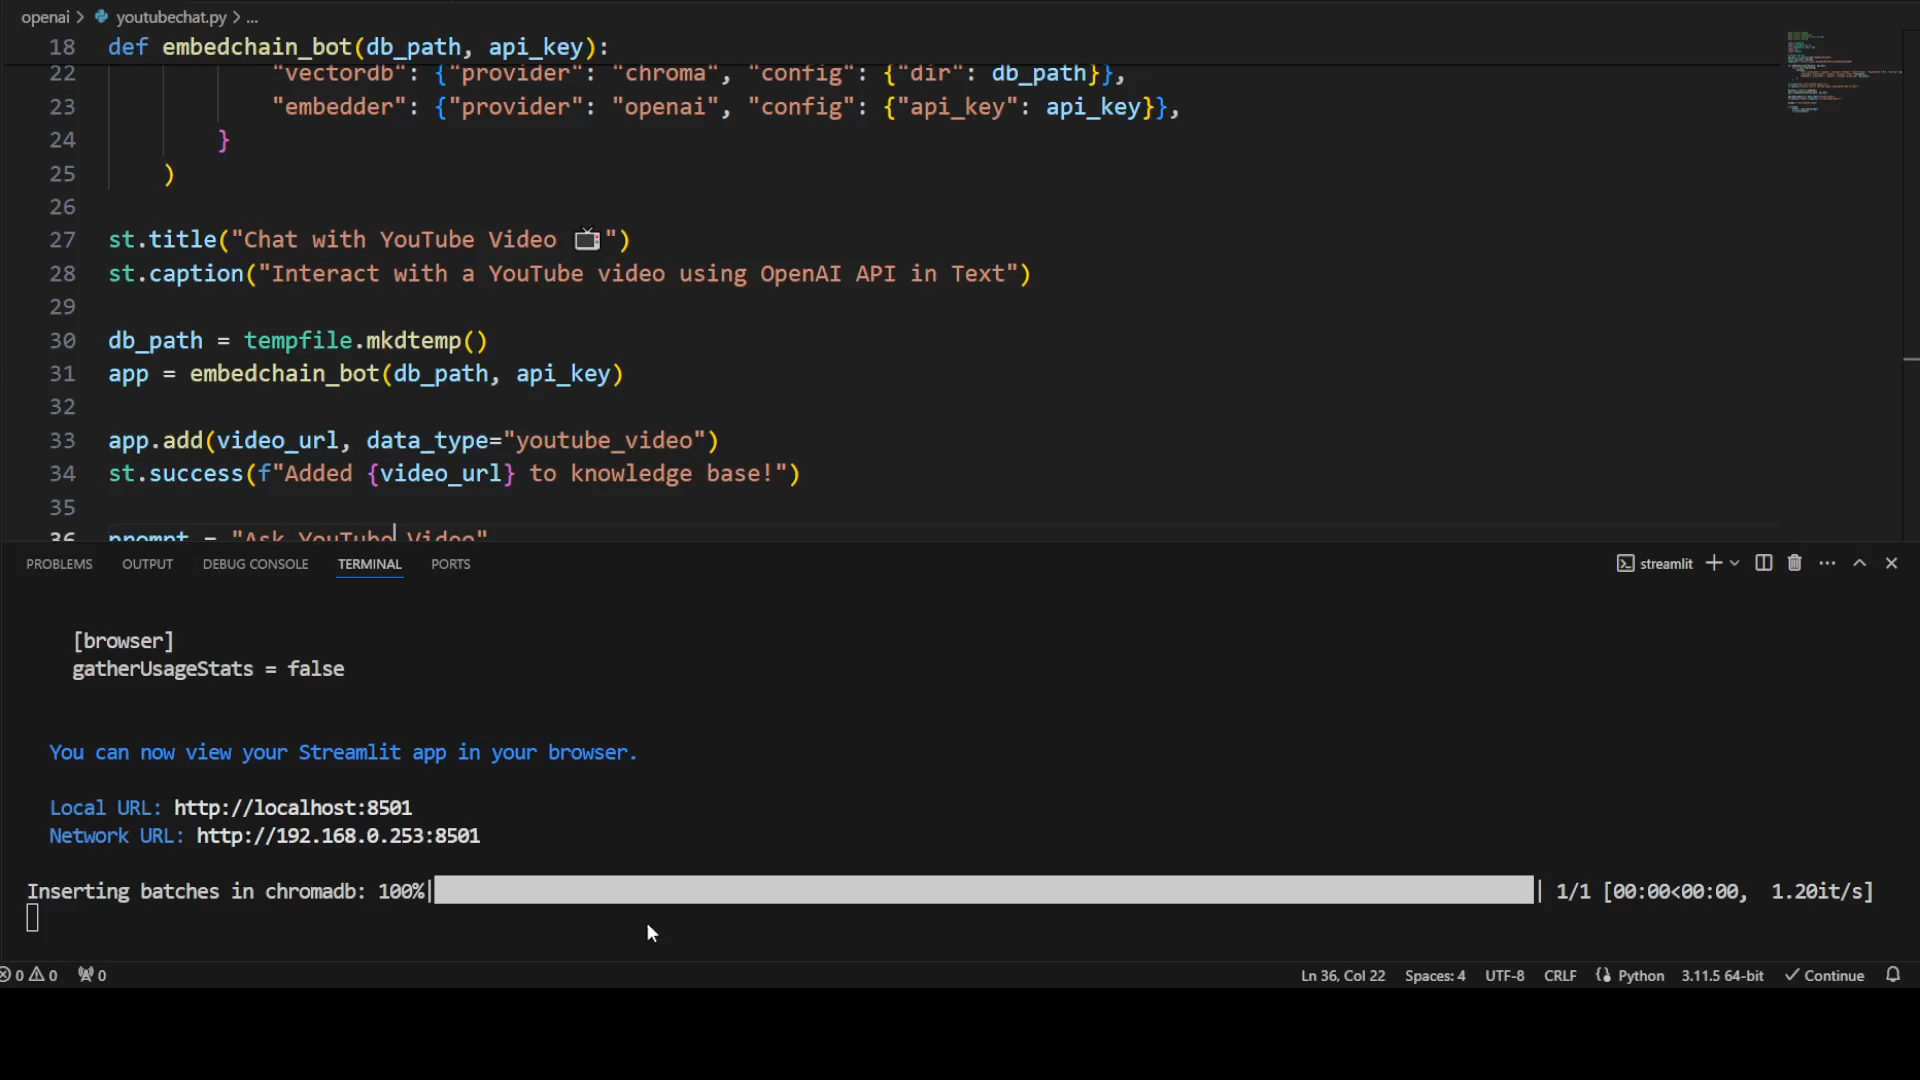 openai > youtubechat.py > ...
18 def embedchain_bot(db_path, api_key):
22 "vectordb": {"provider": "chroma", "config": {"dir": db_path}},
23 "embedder": {"provider": "openai", "config": {"api_key": api_key}},
24 }
25 )
26
27 st.title("Chat with YouTube Video 📺")
28 st.caption("Interact with a YouTube video using OpenAI API in Text")
29
30 db_path = tempfile.mkdtemp()
31 app = embedchain_bot(db_path, api_key)
32
33 app.add(video_url, data_type="youtube_video")
34 st.success(f"Added {video_url} to knowledge base!")
35
36 prompt = "Ask YouTube Video"
PROBLEMS OUTPUT DEBUG CONSOLE TERMINAL PORTS streamlit
[browser]
gatherUsageStats = false
You can now view your Streamlit app in your browser.
Local URL: http://localhost:8501
Network URL: http://192.168.0.253:8501
Inserting batches in chromadb: 100%| | 1/1 [00:00<00:00, 1.20it/s]
0 0 0 Ln 36, Col 22 Spaces: 4 UTF-8 CRLF Python 3.11.5 64-bit Continue